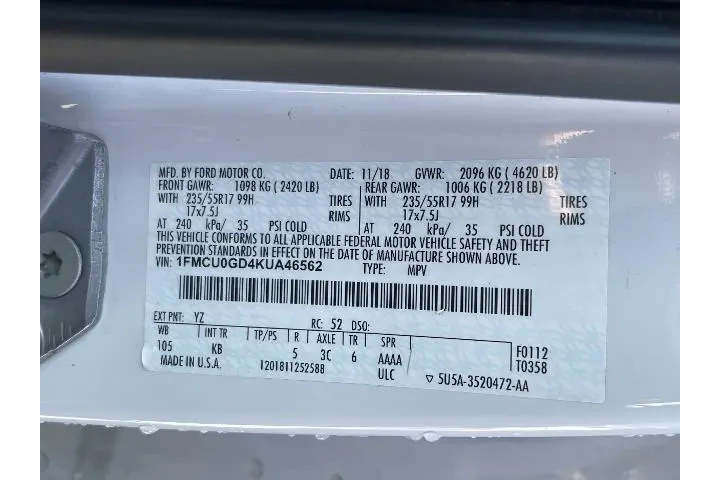 MFD. BY FORD MOTOR CO. DATE: 11/18 GVWR: 2096 KG ( 4620 LB)
FRONT GAWR: 1098 KG ( 2420 LB) REAR GAWR: 1006 KG ( 2218 LB)
WITH 235/55R17 99H TIRES WITH 235/55R17 99H TIRES
17x7.5J RIMS 17x7.5J RIMS
AT 240 kPa/ 35 PSI COLD AT 240 kPa/ 35 PSI COLD
THIS VEHICLE CONFORMS TO ALL APPLICABLE FEDERAL MOTOR VEHICLE SAFETY AND THEFT
PREVENTION STANDARDS IN EFFECT ON THE DATE OF MANUFACTURE SHOWN ABOVE.
VIN: 1FMCU0GD4KUA46562 TYPE: MPV
EXT PNT: YZ RC: 52 DSO:
WB INT TR TP/PS R AXLE TR SPR F0112
105 KB 5 3C 6 AAAA T0358
MADE IN U.S.A. 12018112525​88 ULC ▽ 5U5A-3520472-AA